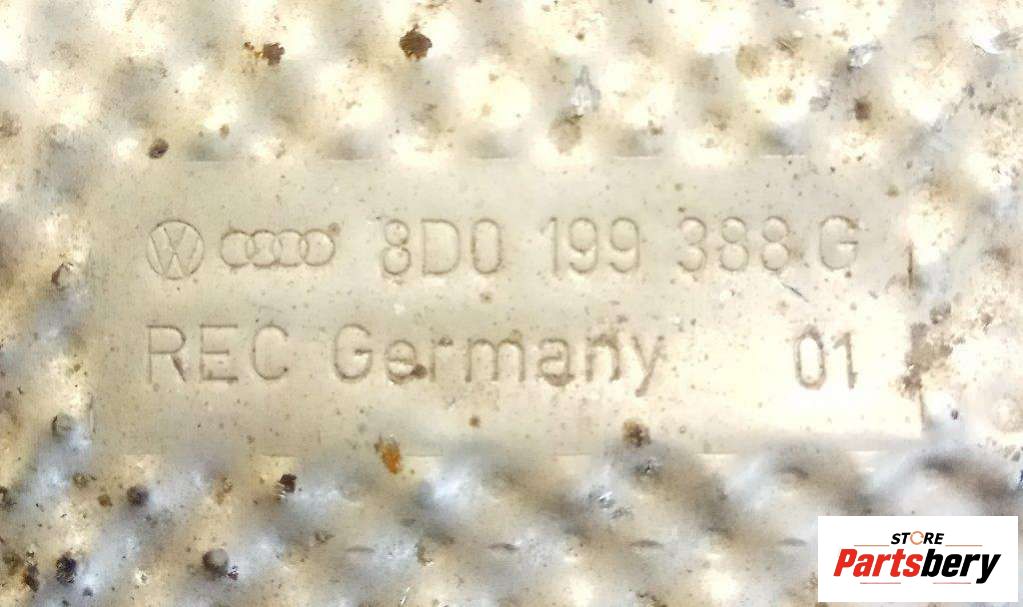 8D0 199 388 G
REC Germany 01
STORE
Partsbery